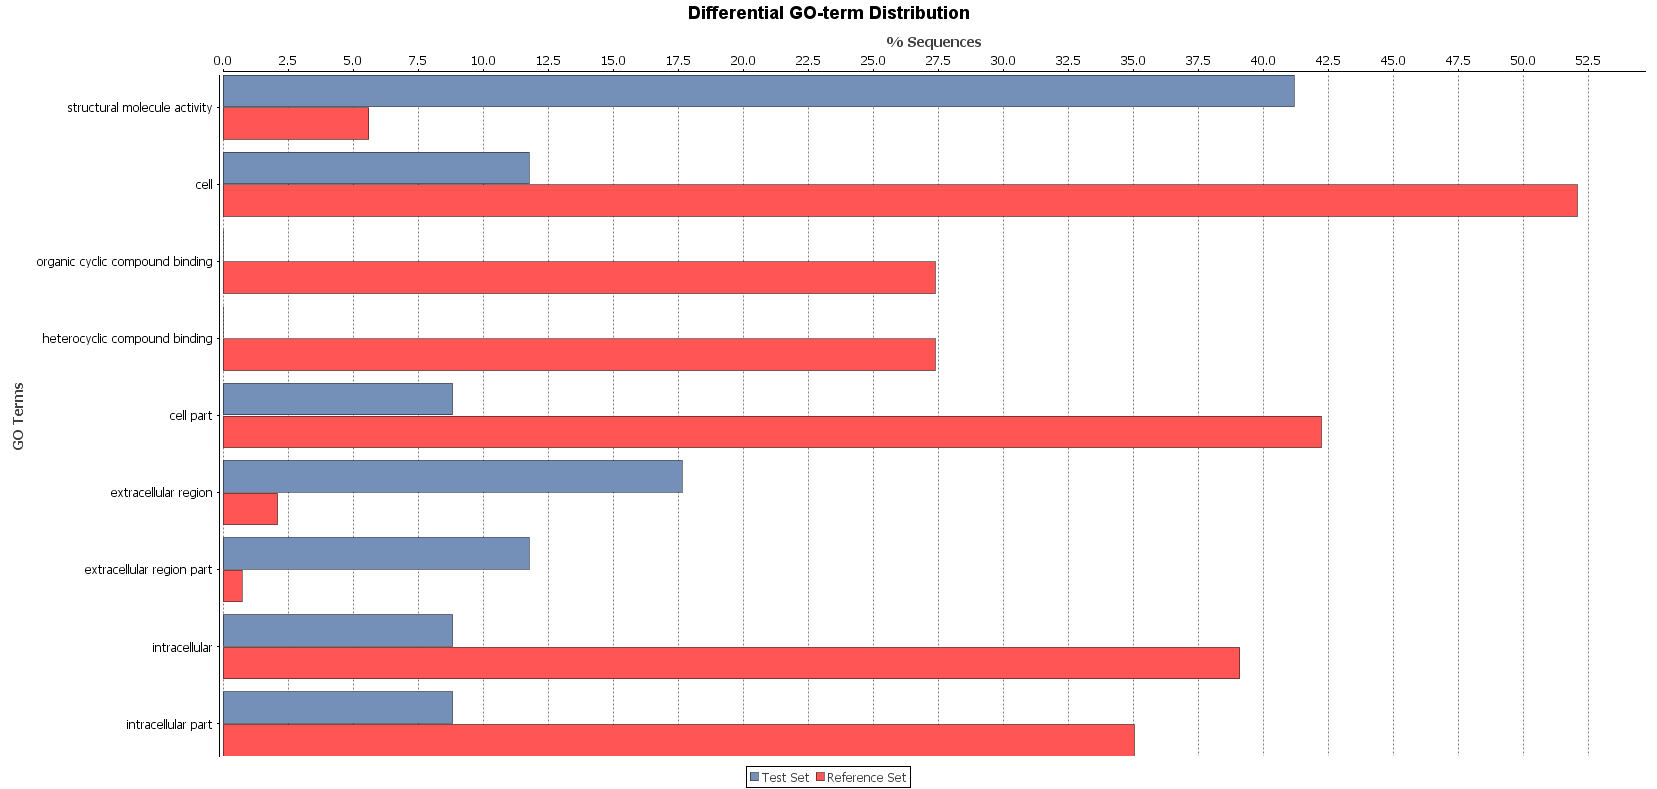 Differential GO-term Distribution
% Sequences
0.0 2.5 5.0 7.5 10.0 12.5 15.0 17.5 20.0 22.5 25.0 27.5 30.0 32.5 35.0 37.5 40.0 42.5 45.0 47.5 50.0 52.5
structural molecule activity
cell
organic cyclic compound binding
heterocyclic compound binding
cell part
GO Terms
extracellular region
extracellular region part
intracellular
intracellular part
Test Set Reference Set